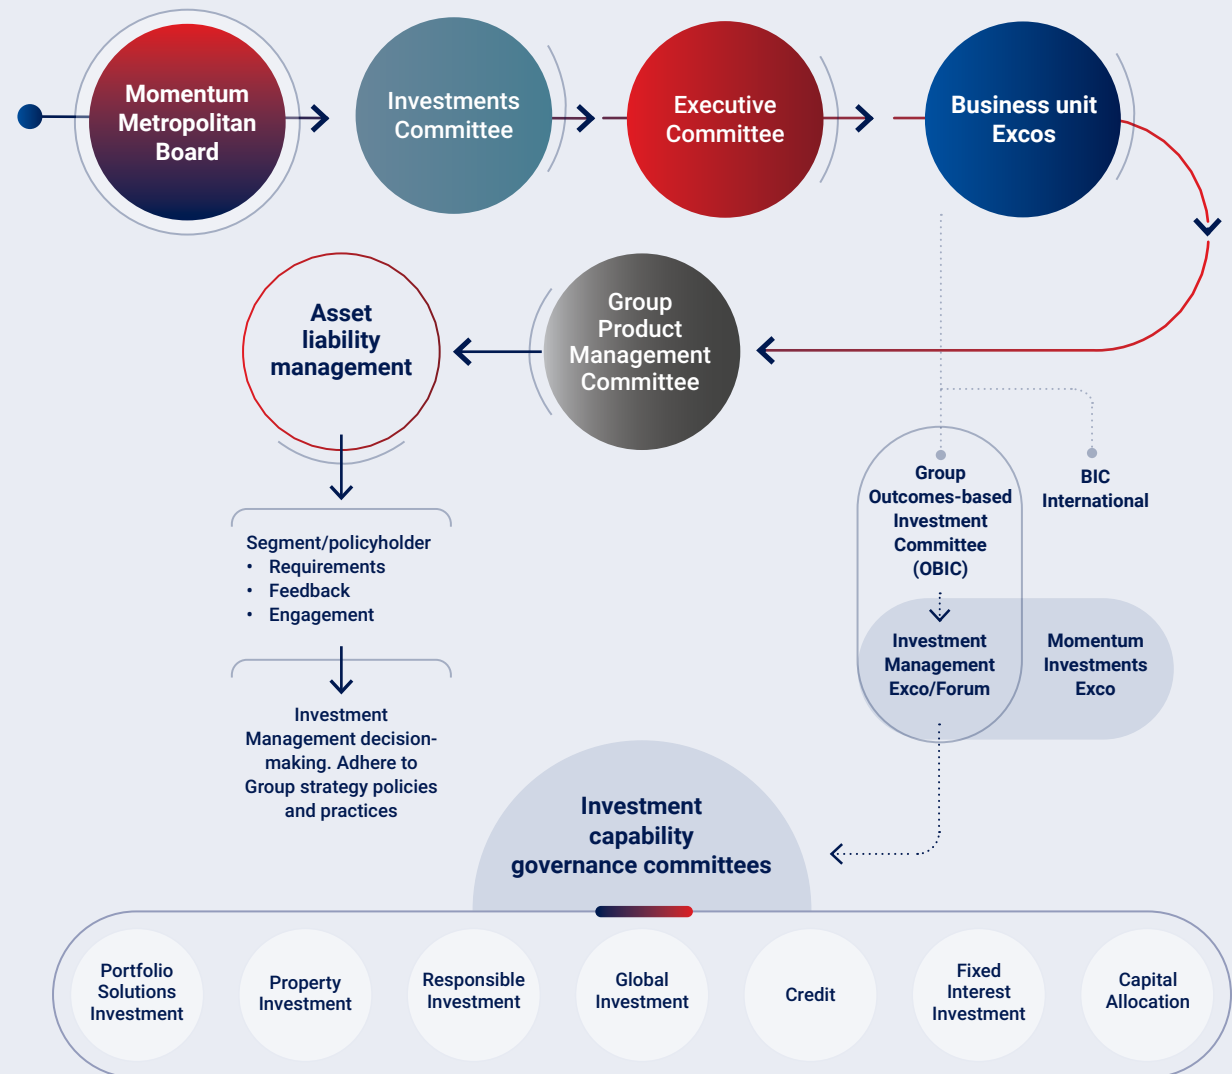 Momentum
Metropolitan
Board
Investments
Committee
Executive
Committee
Business unit
Excos
Group
Product
Management
Committee
Asset
liability
management
Segment/policyholder
• Requirements
• Feedback
• Engagement
Investment
Management decision-
making. Adhere to
Group strategy policies
and practices
Group
Outcomes-based
Investment
Committee
(OBIC)
BIC
International
Investment
Management
Exco/Forum
Momentum
Investments
Exco
Investment
capability
governance committees
Portfolio
Solutions
Investment
Property
Investment
Responsible
Investment
Global
Investment
Credit
Fixed
Interest
Investment
Capital
Allocation